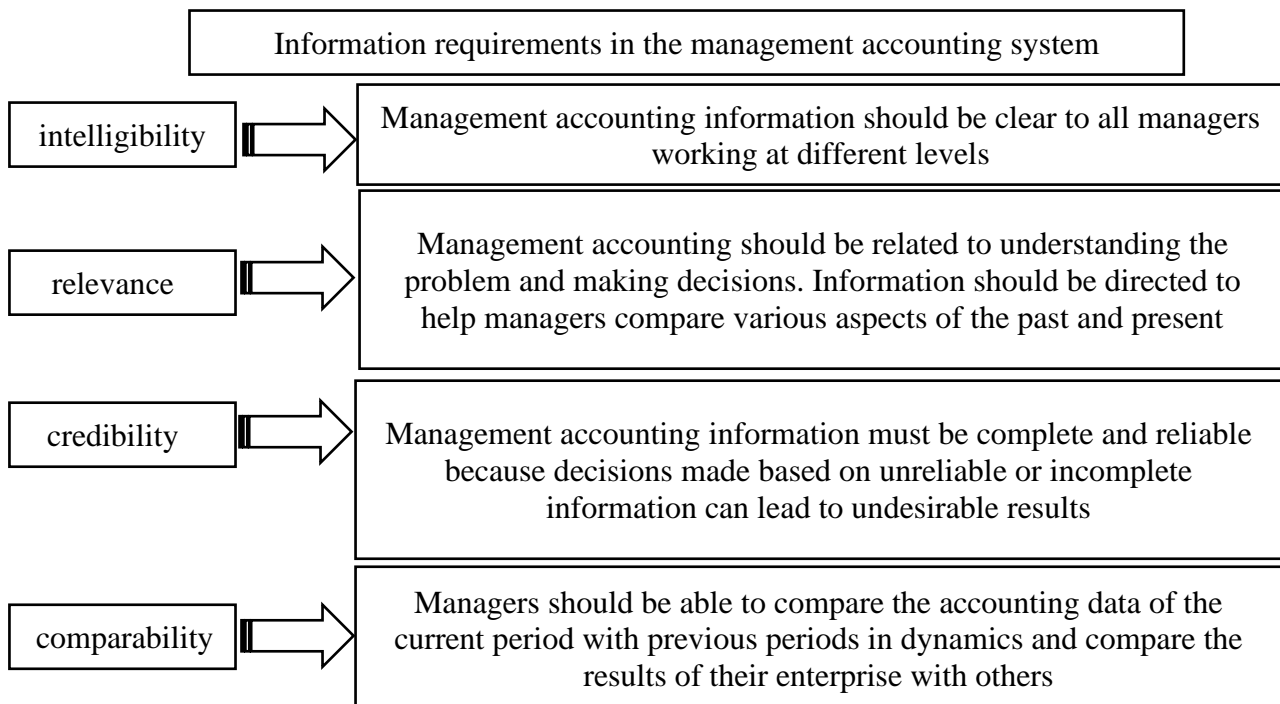 Information requirements in the management accounting system
intelligibility
Management accounting information should be clear to all managers
working at different levels
relevance
Management accounting should be related to understanding the
problem and making decisions. Information should be directed to
help managers compare various aspects of the past and present
credibility
Management accounting information must be complete and reliable
because decisions made based on unreliable or incomplete
information can lead to undesirable results
comparability
Managers should be able to compare the accounting data of the
current period with previous periods in dynamics and compare the
results of their enterprise with others